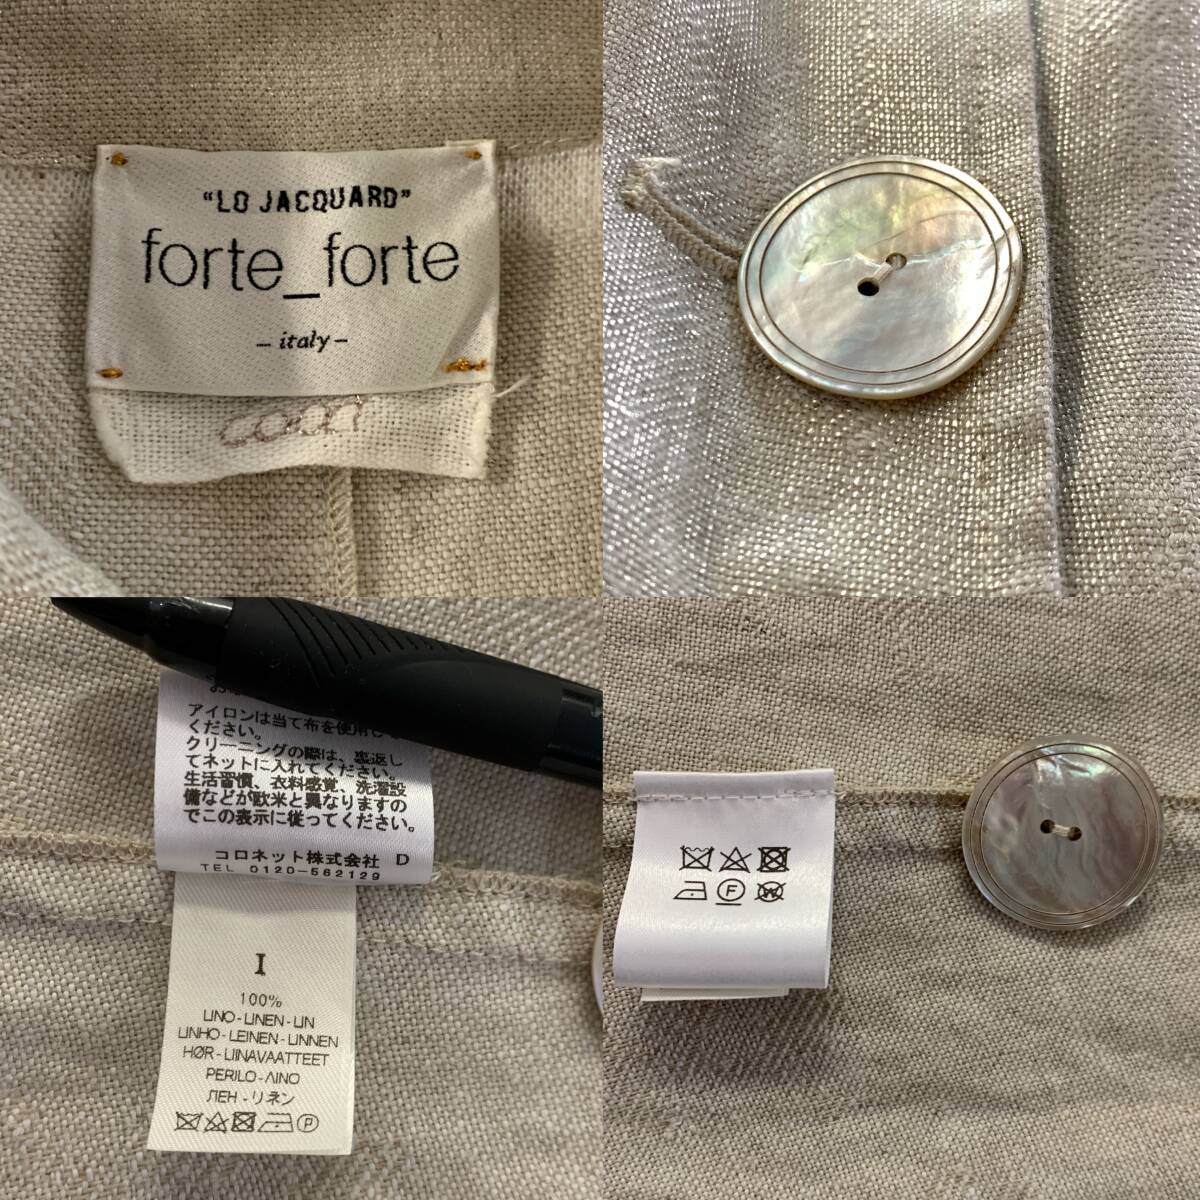 "LO JACQUARD"
forte_forte
- italy -
アイロンは当て布を使用して
ください。
クリーニングの際は、裏返し
てネットに入れてください。
生活習慣、衣料感覚、洗濯設
備などが欧米と異なりますの
でこの表示に従ってください。
コロネット株式会社 D
TEL 0120-562129
I
100%
LINO - LINEN - LIN
LINHO - LEINEN - LINNEN
HØR - LIINAVAATTEET
PERILO - ΛINO
ЛЕН - リネン
P
F
W